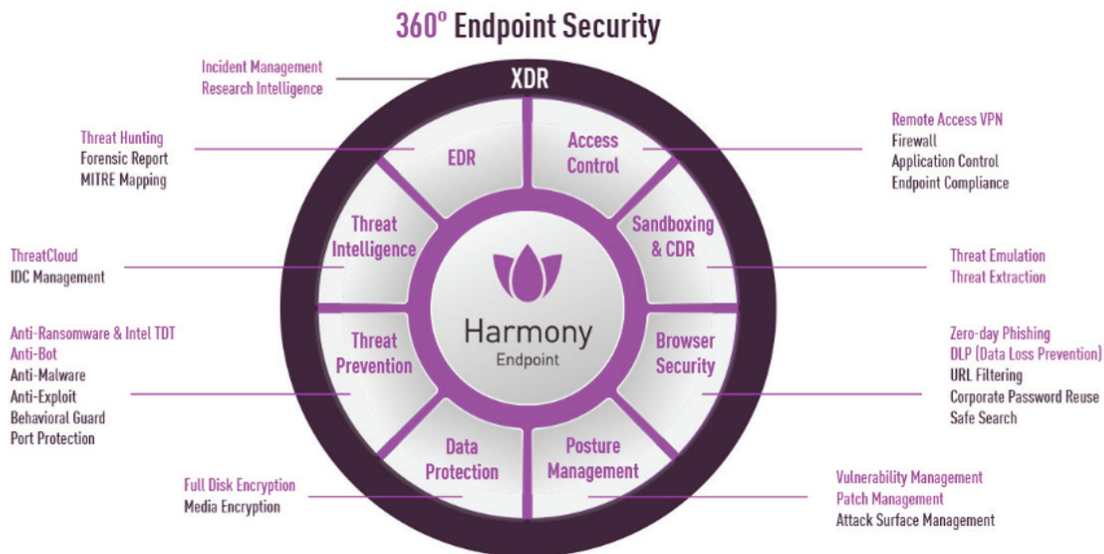 360° Endpoint Security
XDR
Incident Management
Research Intelligence
Threat Hunting
Forensic Report
MITRE Mapping
EDR
Access
Control
Remote Access VPN
Firewall
Application Control
Endpoint Compliance
Threat
Intelligence
Sandboxing
& CDR
ThreatCloud
IDC Management
Threat Emulation
Threat Extraction
Harmony
Endpoint
Anti-Ransomware & Intel TDT
Anti-Bot
Anti-Malware
Anti-Exploit
Behavioral Guard
Port Protection
Threat
Prevention
Browser
Security
Zero-day Phishing
DLP (Data Loss Prevention)
URL Filtering
Corporate Password Reuse
Safe Search
Data
Protection
Posture
Management
Full Disk Encryption
Media Encryption
Vulnerability Management
Patch Management
Attack Surface Management